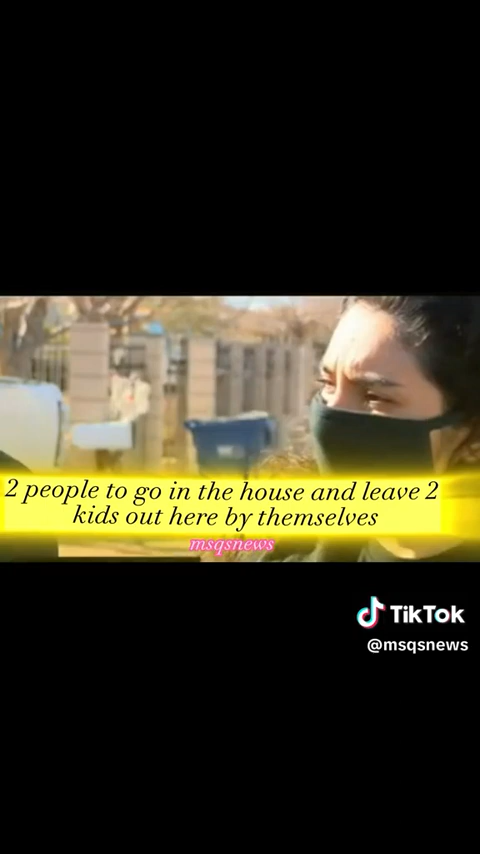 2 people to go in the house and leave 2
kids out here by themselves
msqsnews
TikTok
@msqsnews